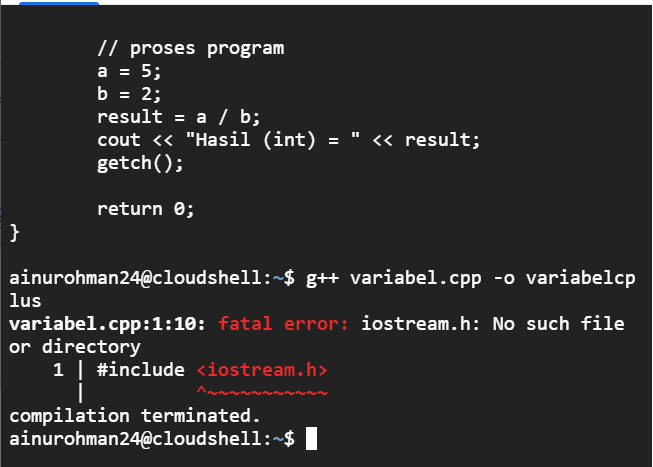 // proses program
a = 5;
b = 2;
result = a / b;
cout << "Hasil (int) = " << result;
getch();
return 0;
}
ainurohman24@cloudshell:~$ g++ variabel.cpp -o variabelcp
lus
variabel.cpp:1:10: fatal error: iostream.h: No such file
or directory
1 | #include <iostream.h>
| ^~~~~~~~~~~~
compilation terminated.
ainurohman24@cloudshell:~$